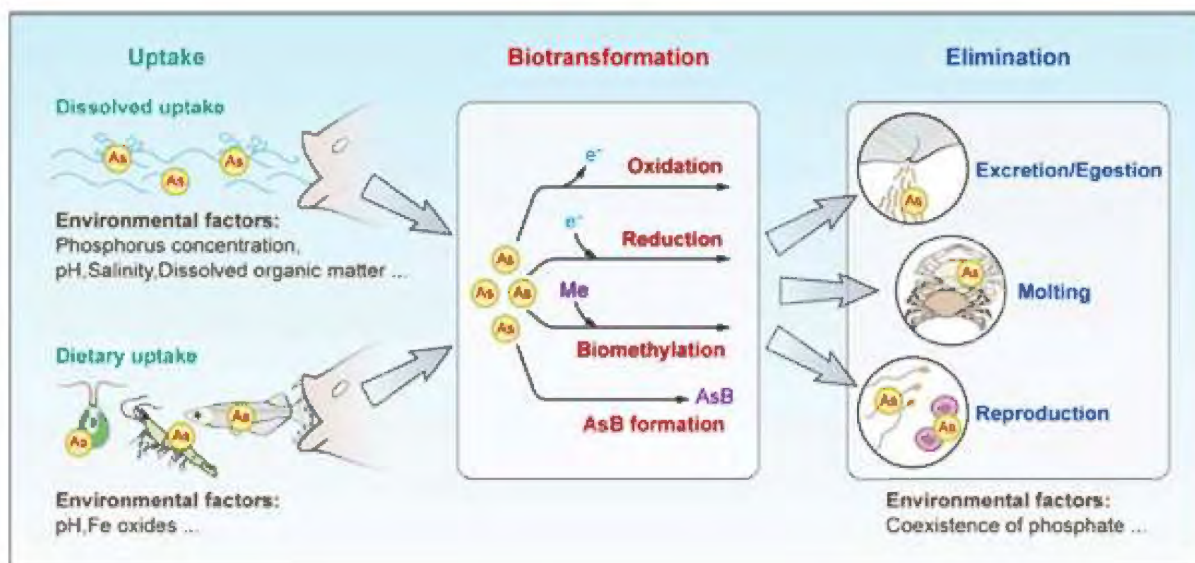 Uptake
Biotransformation
Elimination
Dissolved uptake
As
As
As
Environmental factors:
Phosphorus concentration,
pH,Salinity,Dissolved organic matter ...
Dietary uptake
As
As
As
Environmental factors:
pH,Fe oxides ...
e⁻
Oxidation
e⁻
Reduction
As
As
As
As
Me
Biomethylation
AsB
AsB formation
Excretion/Egestion
As
As
Molting
As
As
Reproduction
Environmental factors:
Coexistence of phosphate ...